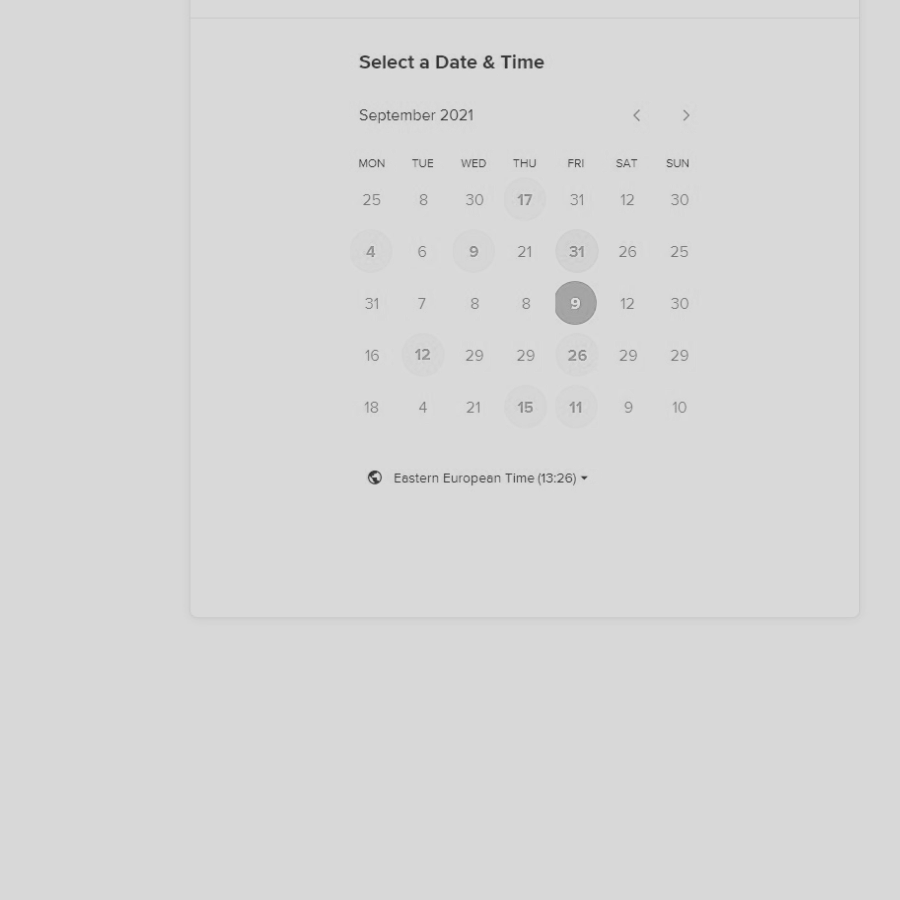 Select a Date & Time
September 2021
MON TUE WED THU FRI SAT SUN
25 8 30 17 31 12 30
4 6 9 21 31 26 25
31 7 8 8 9 12 30
16 12 29 29 26 29 29
18 4 21 15 11 9 10
Eastern European Time (13:26)